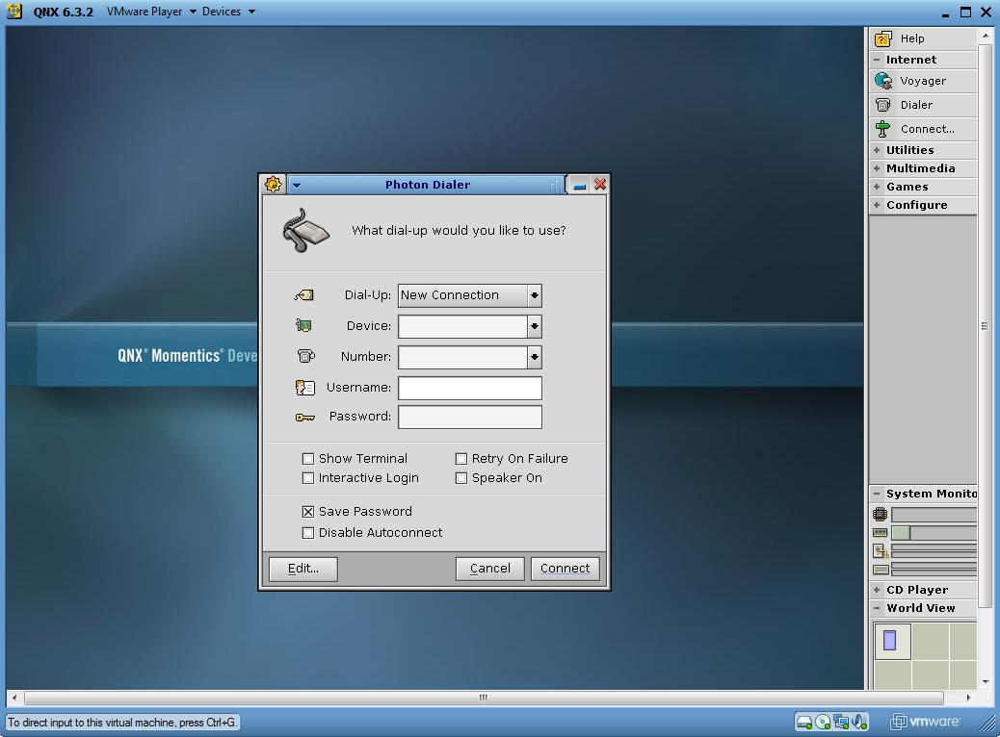 QNX 6.3.2 VMware Player Devices
Help
Internet
Voyager
Dialer
Connect...
Utilities
Multimedia
Games
Configure
Photon Dialer
What dial-up would you like to use?
Dial-Up: New Connection
Device:
Number:
Username:
Password:
QNX® Momentics® Deve
Show Terminal Retry On Failure
Interactive Login Speaker On
Save Password
Disable Autoconnect
Edit... Cancel Connect
System Monito
CD Player
World View
To direct input to this virtual machine, press Ctrl+G.
vmware